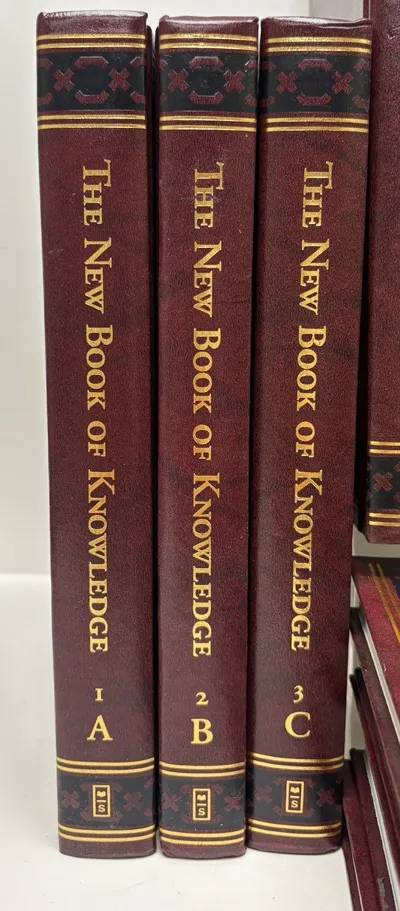 THE NEW BOOK OF KNOWLEDGE
1
A
S
THE NEW BOOK OF KNOWLEDGE
2
B
S
THE NEW BOOK OF KNOWLEDGE
3
C
S